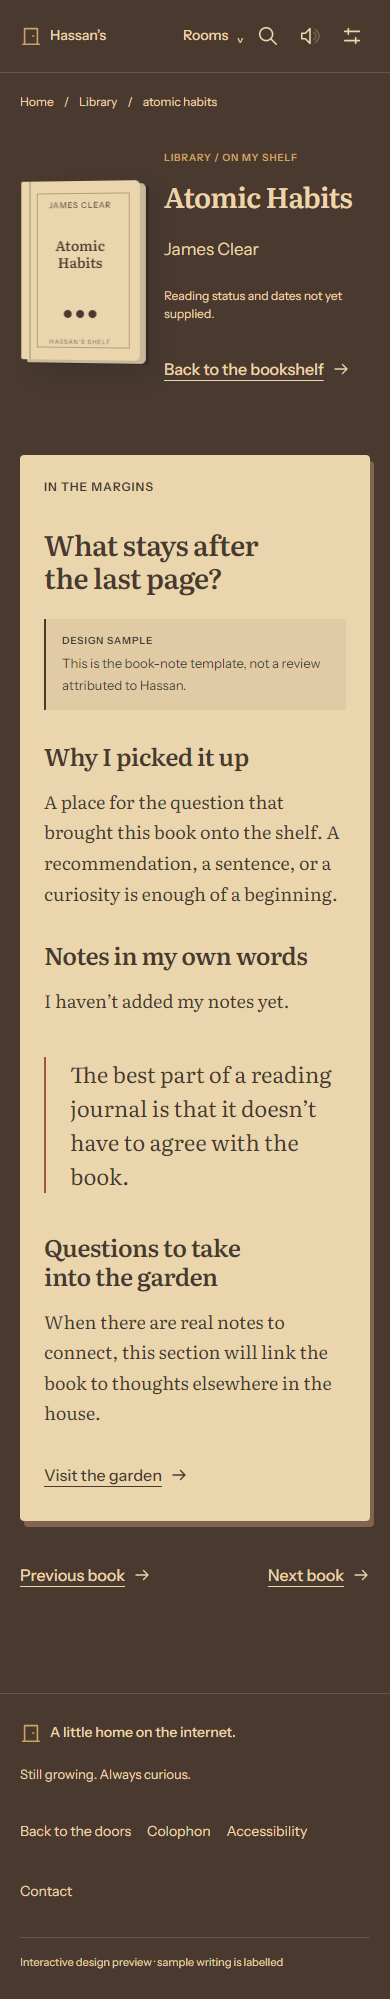 Hassan's
Rooms v
Home / Library / atomic habits
LIBRARY / ON MY SHELF
Atomic Habits
James Clear
Reading status and dates not yet
supplied.
Back to the bookshelf →
JAMES CLEAR
Atomic
Habits
HASSAN'S SHELF
IN THE MARGINS
What stays after
the last page?
DESIGN SAMPLE
This is the book-note template, not a review
attributed to Hassan.
Why I picked it up
A place for the question that
brought this book onto the shelf. A
recommendation, a sentence, or a
curiosity is enough of a beginning.
Notes in my own words
I haven’t added my notes yet.
The best part of a reading
journal is that it doesn’t
have to agree with the
book.
Questions to take
into the garden
When there are real notes to
connect, this section will link the
book to thoughts elsewhere in the
house.
Visit the garden →
Previous book →
Next book →
A little home on the internet.
Still growing. Always curious.
Back to the doors Colophon Accessibility
Contact
Interactive design preview · sample writing is labelled